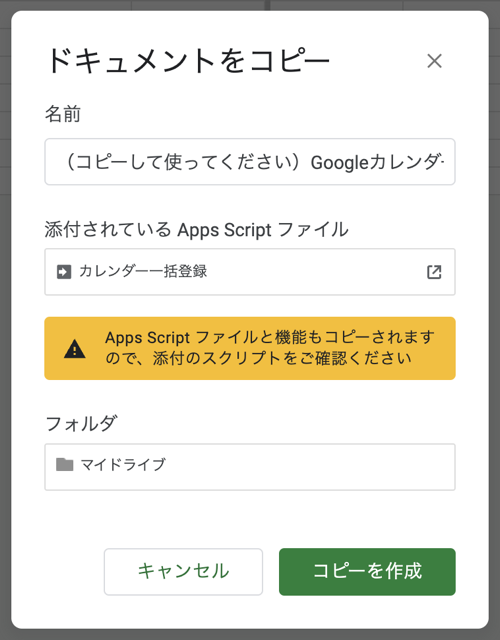 ドキュメントをコピー
名前
（コピーして使ってください）Googleカレンダ
添付されている Apps Script ファイル
カレンダー一括登録
Apps Script ファイルと機能もコピーされます
ので、添付のスクリプトをご確認ください
フォルダ
マイドライブ
キャンセル
コピーを作成